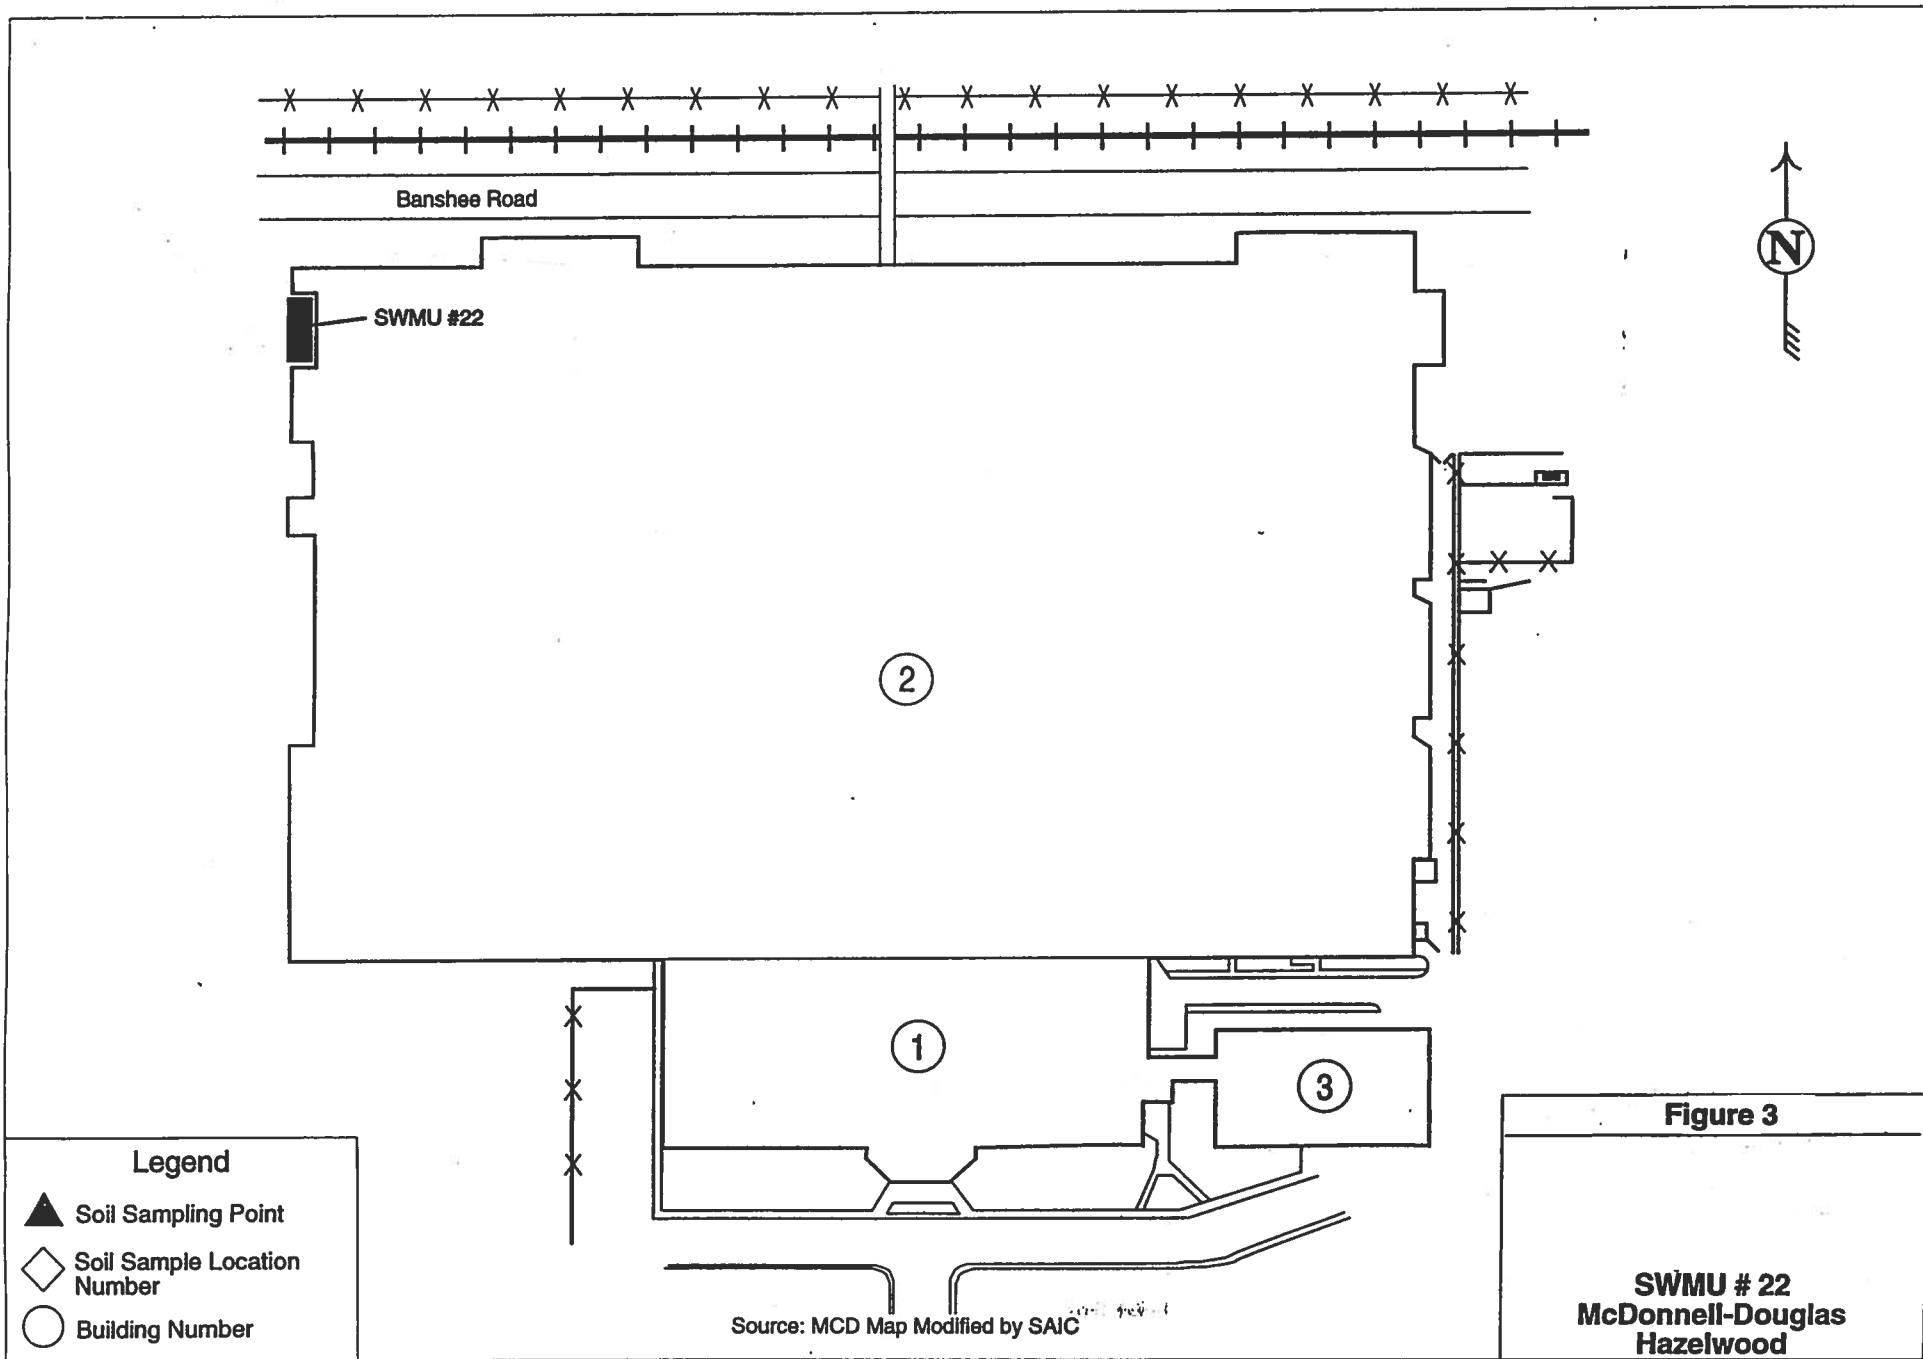 Banshee Road
N
SWMU #22
2
1
3
Figure 3
Legend
Soil Sampling Point
Soil Sample Location
Number
Building Number
Source: MCD Map Modified by SAIC
SWMU # 22
McDonnell-Douglas
Hazelwood